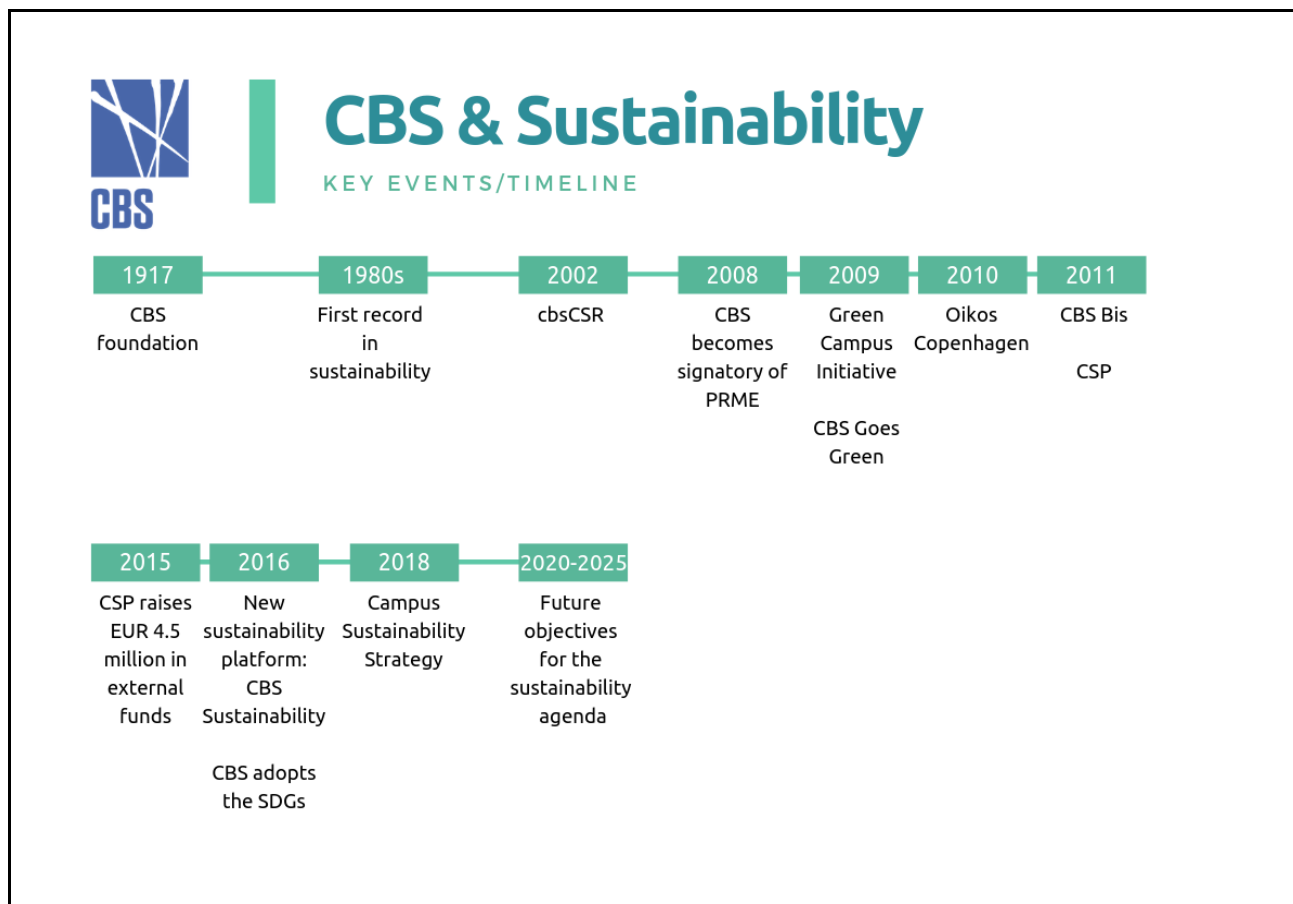 CBS
CBS & Sustainability
KEY EVENTS/TIMELINE
1917
CBS
foundation
1980s
First record
in
sustainability
2002
cbsCSR
2008
CBS
becomes
signatory of
PRME
2009
Green
Campus
Initiative
CBS Goes
Green
2010
Oikos
Copenhagen
2011
CBS Bis
CSP
2015
CSP raises
EUR 4.5
million in
external
funds
2016
New
sustainability
platform:
CBS
Sustainability
CBS adopts
the SDGs
2018
Campus
Sustainability
Strategy
2020-2025
Future
objectives
for the
sustainability
agenda